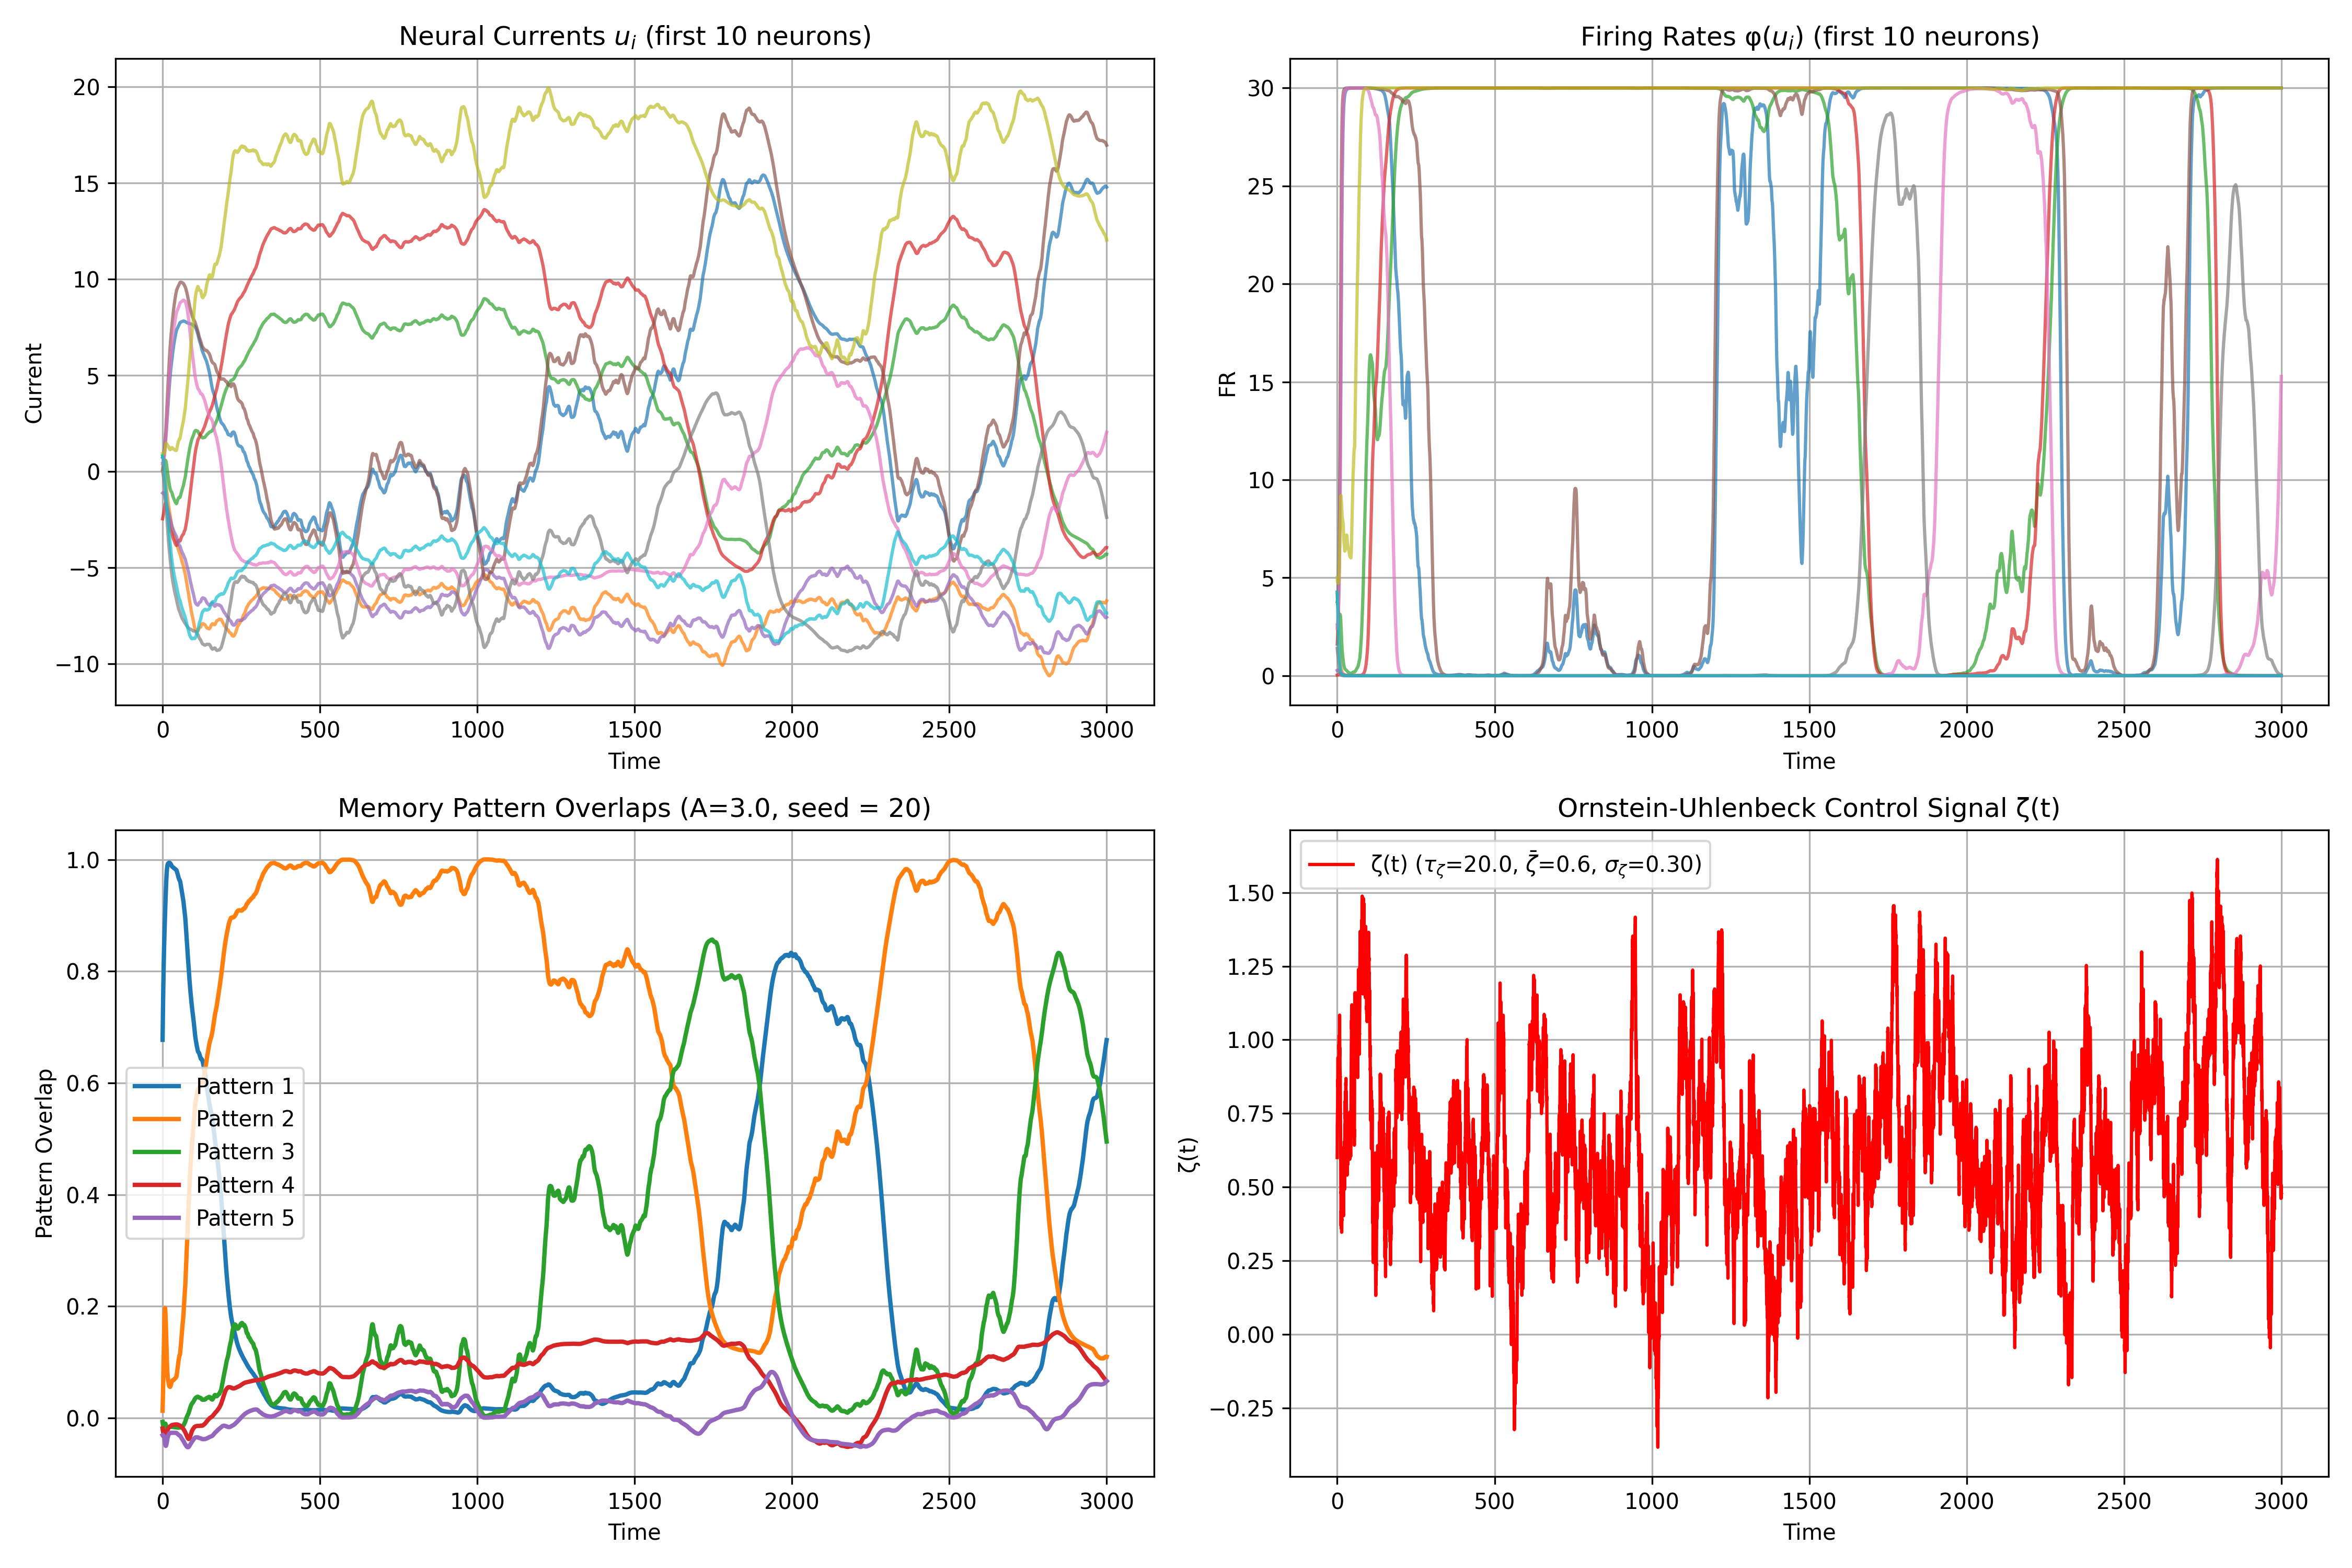 Neural Currents u_i (first 10 neurons)
20
15
10
5
0
−5
−10
Current
0 500 1000 1500 2000 2500 3000
Time
Firing Rates φ(u_i) (first 10 neurons)
30
25
20
15
10
5
0
FR
0 500 1000 1500 2000 2500 3000
Time
Memory Pattern Overlaps (A=3.0, seed = 20)
1.0
0.8
0.6
0.4
0.2
0.0
Pattern Overlap
Pattern 1
Pattern 2
Pattern 3
Pattern 4
Pattern 5
0 500 1000 1500 2000 2500 3000
Time
Ornstein-Uhlenbeck Control Signal ζ(t)
ζ(t) (τ_ζ=20.0, ζ̄=0.6, σ_ζ=0.30)
1.50
1.25
1.00
0.75
0.50
0.25
0.00
−0.25
ζ(t)
0 500 1000 1500 2000 2500 3000
Time